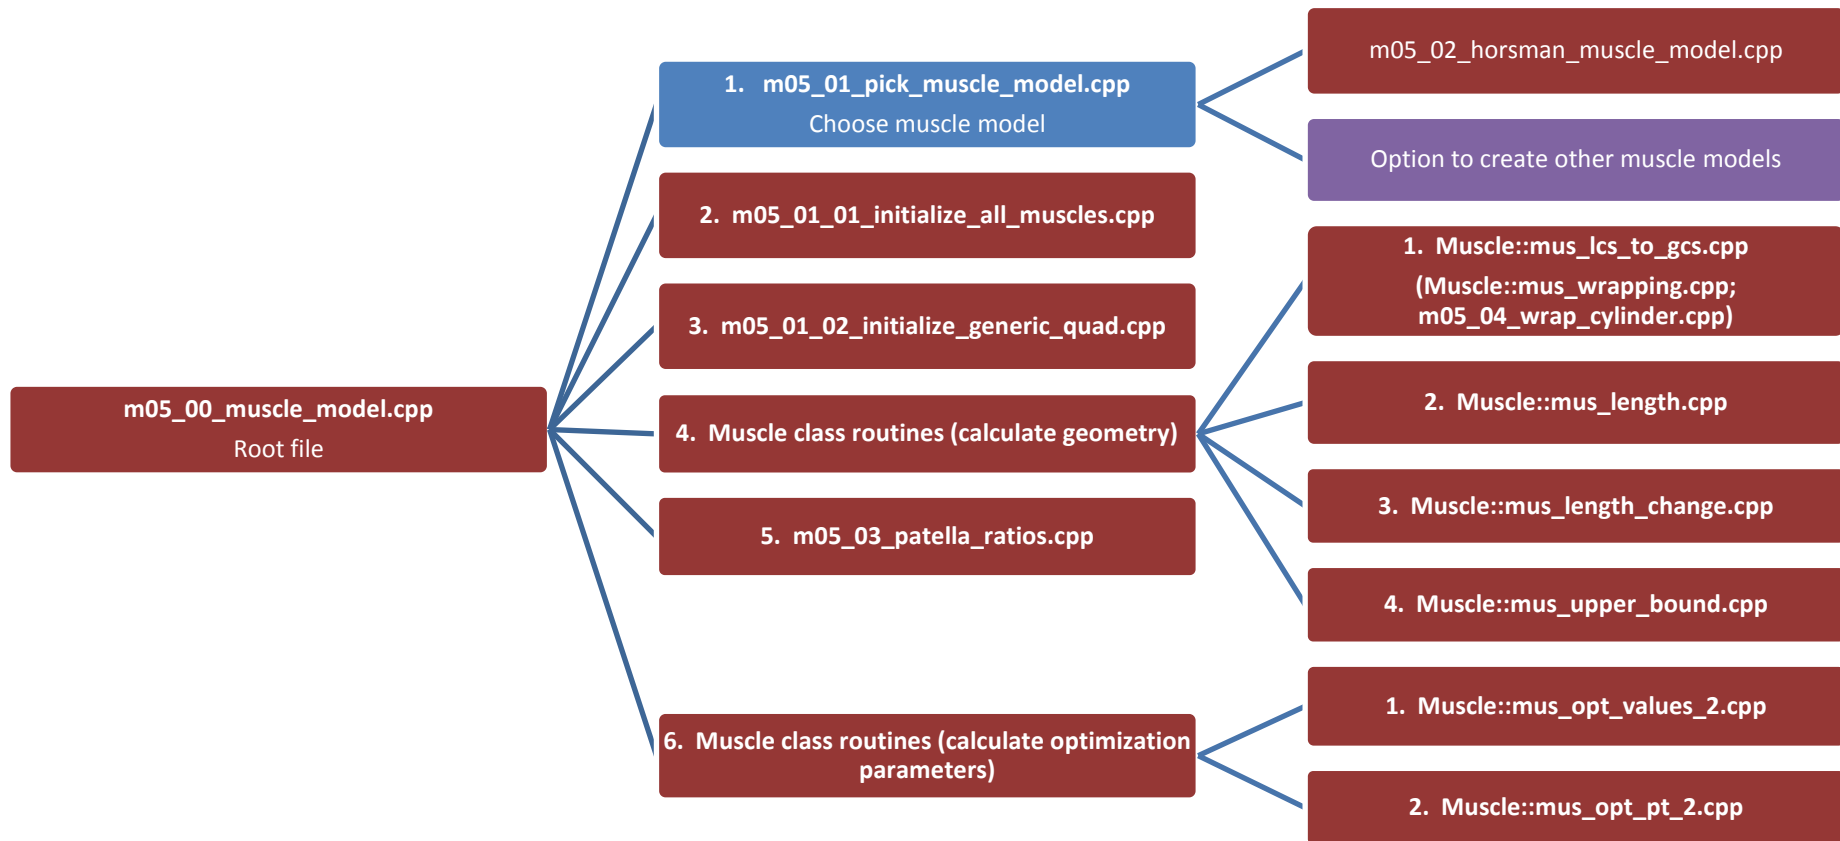 m05_00_muscle_model.cpp
Root file
1. m05_01_pick_muscle_model.cpp
Choose muscle model
2. m05_01_01_initialize_all_muscles.cpp
3. m05_01_02_initialize_generic_quad.cpp
4. Muscle class routines (calculate geometry)
5. m05_03_patella_ratios.cpp
6. Muscle class routines (calculate optimization
parameters)
m05_02_horsman_muscle_model.cpp
Option to create other muscle models
1. Muscle::mus_lcs_to_gcs.cpp
(Muscle::mus_wrapping.cpp;
m05_04_wrap_cylinder.cpp)
2. Muscle::mus_length.cpp
3. Muscle::mus_length_change.cpp
4. Muscle::mus_upper_bound.cpp
1. Muscle::mus_opt_values_2.cpp
2. Muscle::mus_opt_pt_2.cpp